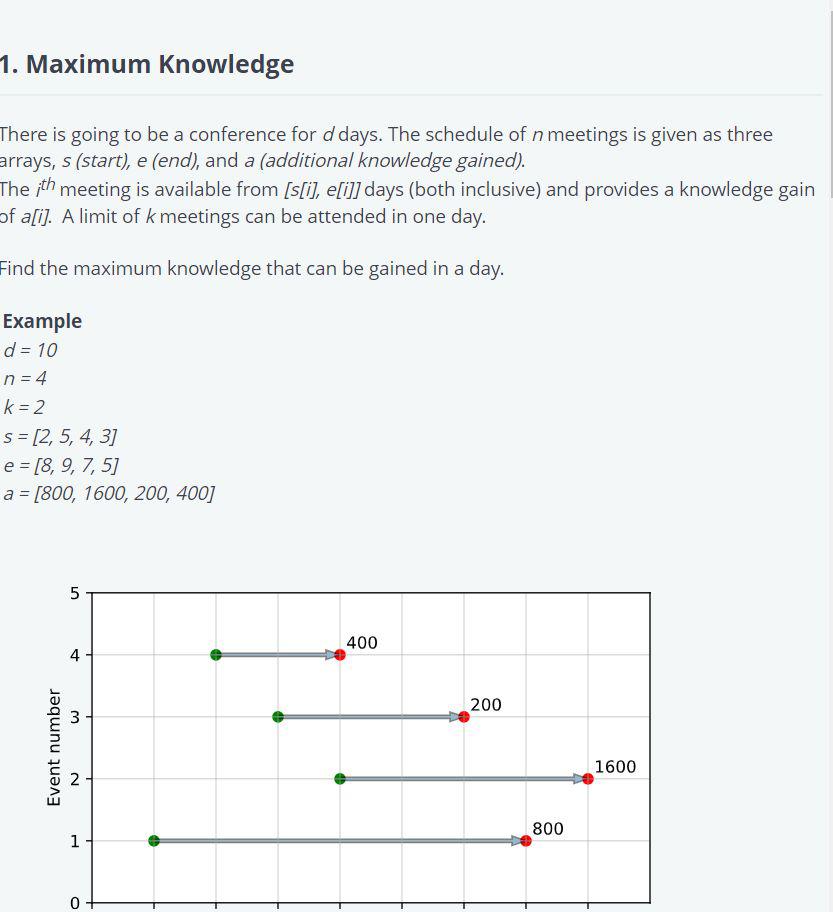 1. Maximum Knowledge
There is going to be a conference for d days. The schedule of n meetings is given as three
arrays, s (start), e (end), and a (additional knowledge gained).
The ith meeting is available from [s[i], e[i]] days (both inclusive) and provides a knowledge gain
of a[i]. A limit of k meetings can be attended in one day.
Find the maximum knowledge that can be gained in a day.
Example
d = 10
n = 4
k = 2
s = [2, 5, 4, 3]
e = [8, 9, 7, 5]
a = [800, 1600, 200, 400]
5
400
4
200
3
1600
2
800
1
0
Event number